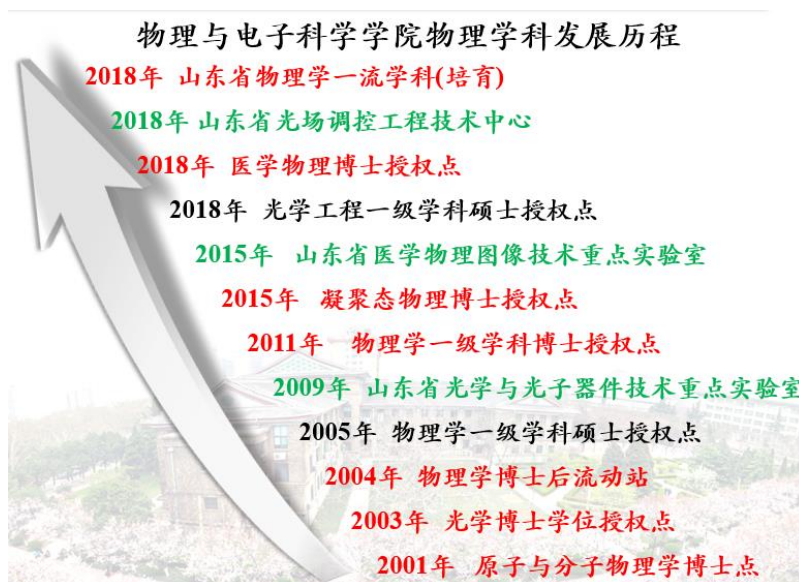 物理与电子科学学院物理学科发展历程
2018年 山东省物理学一流学科(培育)
2018年 山东省光场调控工程技术中心
2018年 医学物理博士授权点
2018年 光学工程一级学科硕士授权点
2015年 山东省医学物理图像技术重点实验室
2015年 凝聚态物理博士授权点
2011年 物理学一级学科博士授权点
2009年 山东省光学与光子器件技术重点实验室
2005年 物理学一级学科硕士授权点
2004年 物理学博士后流动站
2003年 光学博士学位授权点
2001年 原子与分子物理学博士点